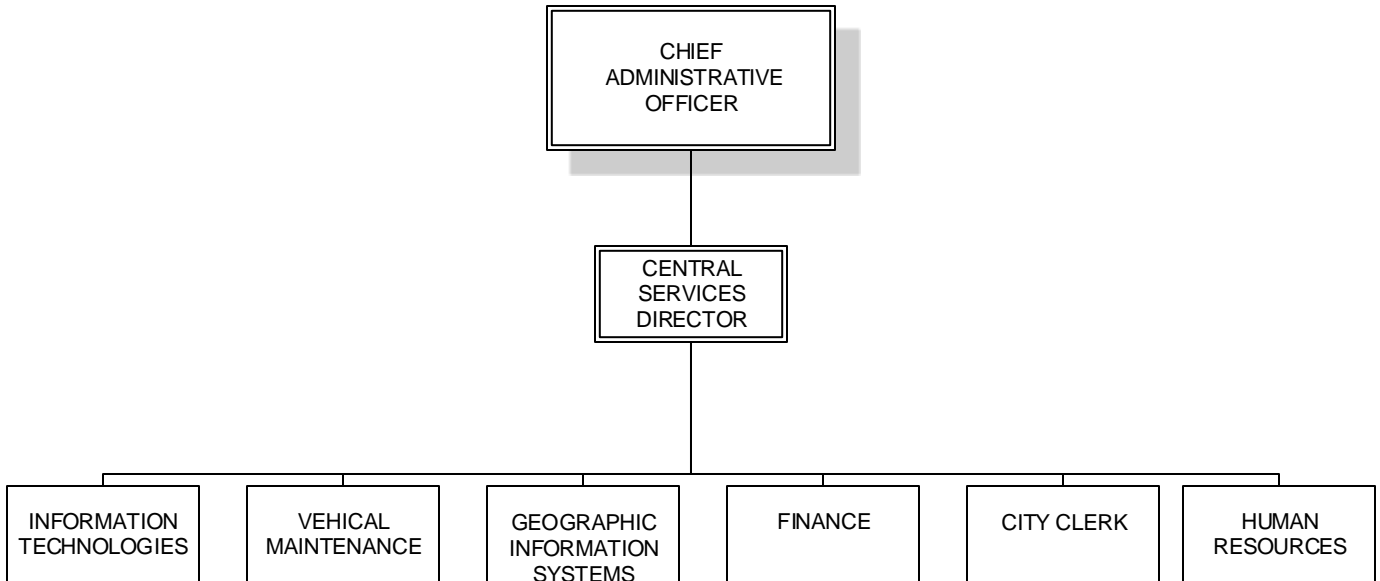 CHIEF
ADMINISTRATIVE
OFFICER
CENTRAL
SERVICES
DIRECTOR
INFORMATION
TECHNOLOGIES
VEHICAL
MAINTENANCE
GEOGRAPHIC
INFORMATION
SYSTEMS
FINANCE
CITY CLERK
HUMAN
RESOURCES